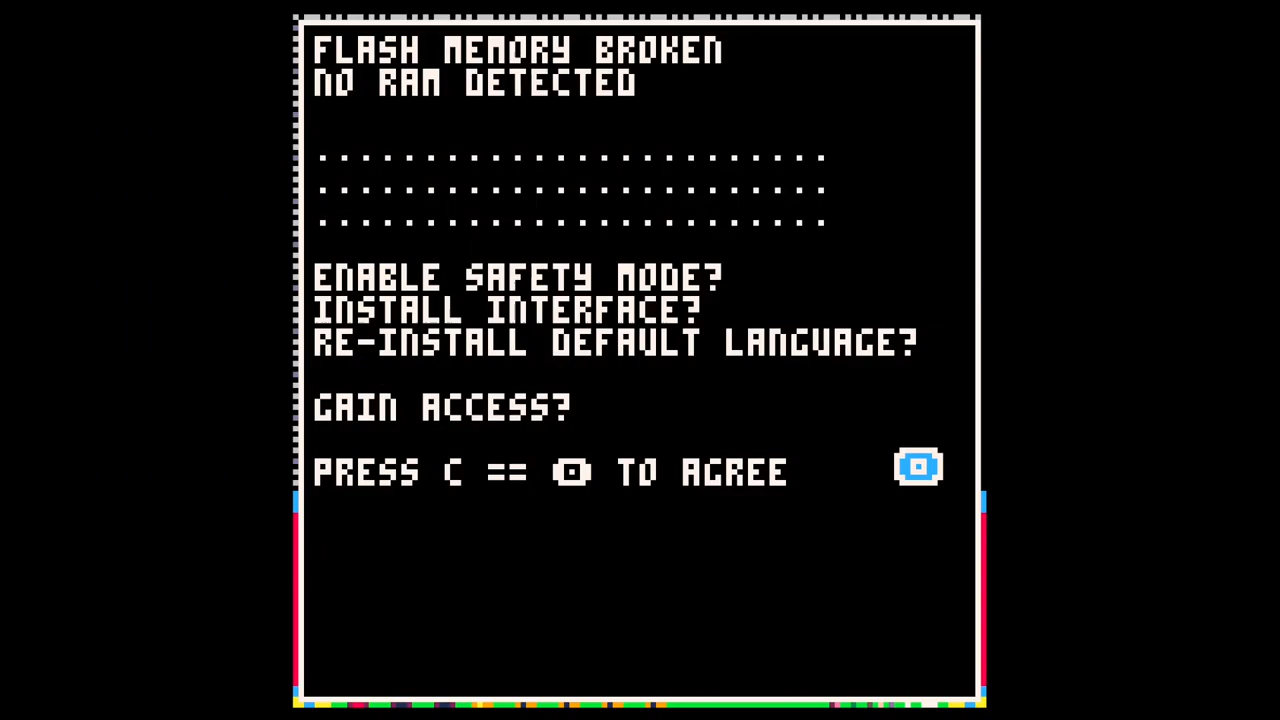 FLASH MEMORY BROKEN
NO RAM DETECTED
........................
........................
........................
ENABLE SAFETY MODE?
INSTALL INTERFACE?
RE-INSTALL DEFAULT LANGUAGE?
GAIN ACCESS?
PRESS C == TO AGREE